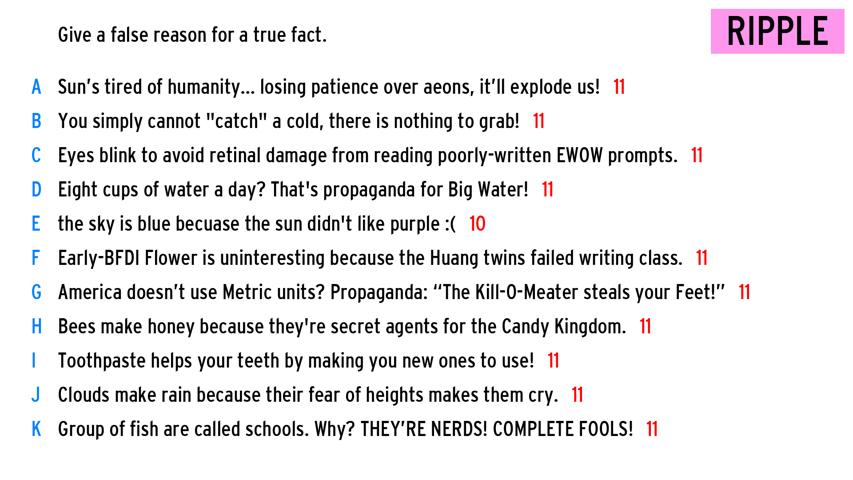 Give a false reason for a true fact.
RIPPLE
A Sun's tired of humanity... losing patience over aeons, it'll explode us! 11
B You simply cannot "catch" a cold, there is nothing to grab! 11
C Eyes blink to avoid retinal damage from reading poorly-written EWOW prompts. 11
D Eight cups of water a day? That's propaganda for Big Water! 11
E the sky is blue becuase the sun didn't like purple :( 10
F Early-BFDI Flower is uninteresting because the Huang twins failed writing class. 11
G America doesn't use Metric units? Propaganda: “The Kill-O-Meater steals your Feet!” 11
H Bees make honey because they're secret agents for the Candy Kingdom. 11
I Toothpaste helps your teeth by making you new ones to use! 11
J Clouds make rain because their fear of heights makes them cry. 11
K Group of fish are called schools. Why? THEY'RE NERDS! COMPLETE FOOLS! 11